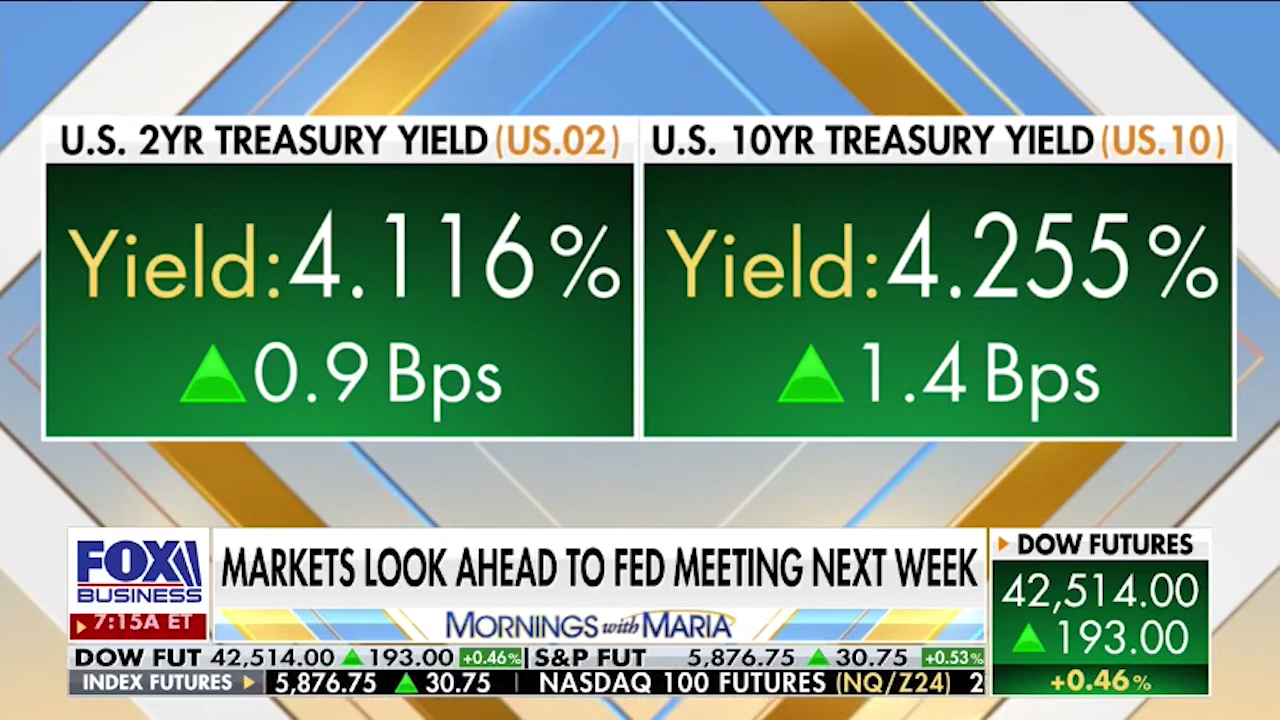 U.S. 2YR TREASURY YIELD (US.02)
Yield: 4.116%
▲0.9 Bps
U.S. 10YR TREASURY YIELD (US.10)
Yield: 4.255%
▲1.4 Bps
FOX BUSINESS
7:15A ET
MARKETS LOOK AHEAD TO FED MEETING NEXT WEEK
MORNINGS with MARIA
DOW FUTURES
42,514.00
▲193.00
+0.46%
DOW FUT 42,514.00 ▲193.00 +0.46% S&P FUT 5,876.75 ▲30.75 +0.53%
INDEX FUTURES 5,876.75 ▲30.75 | NASDAQ 100 FUTURES (NQ/Z24) 2